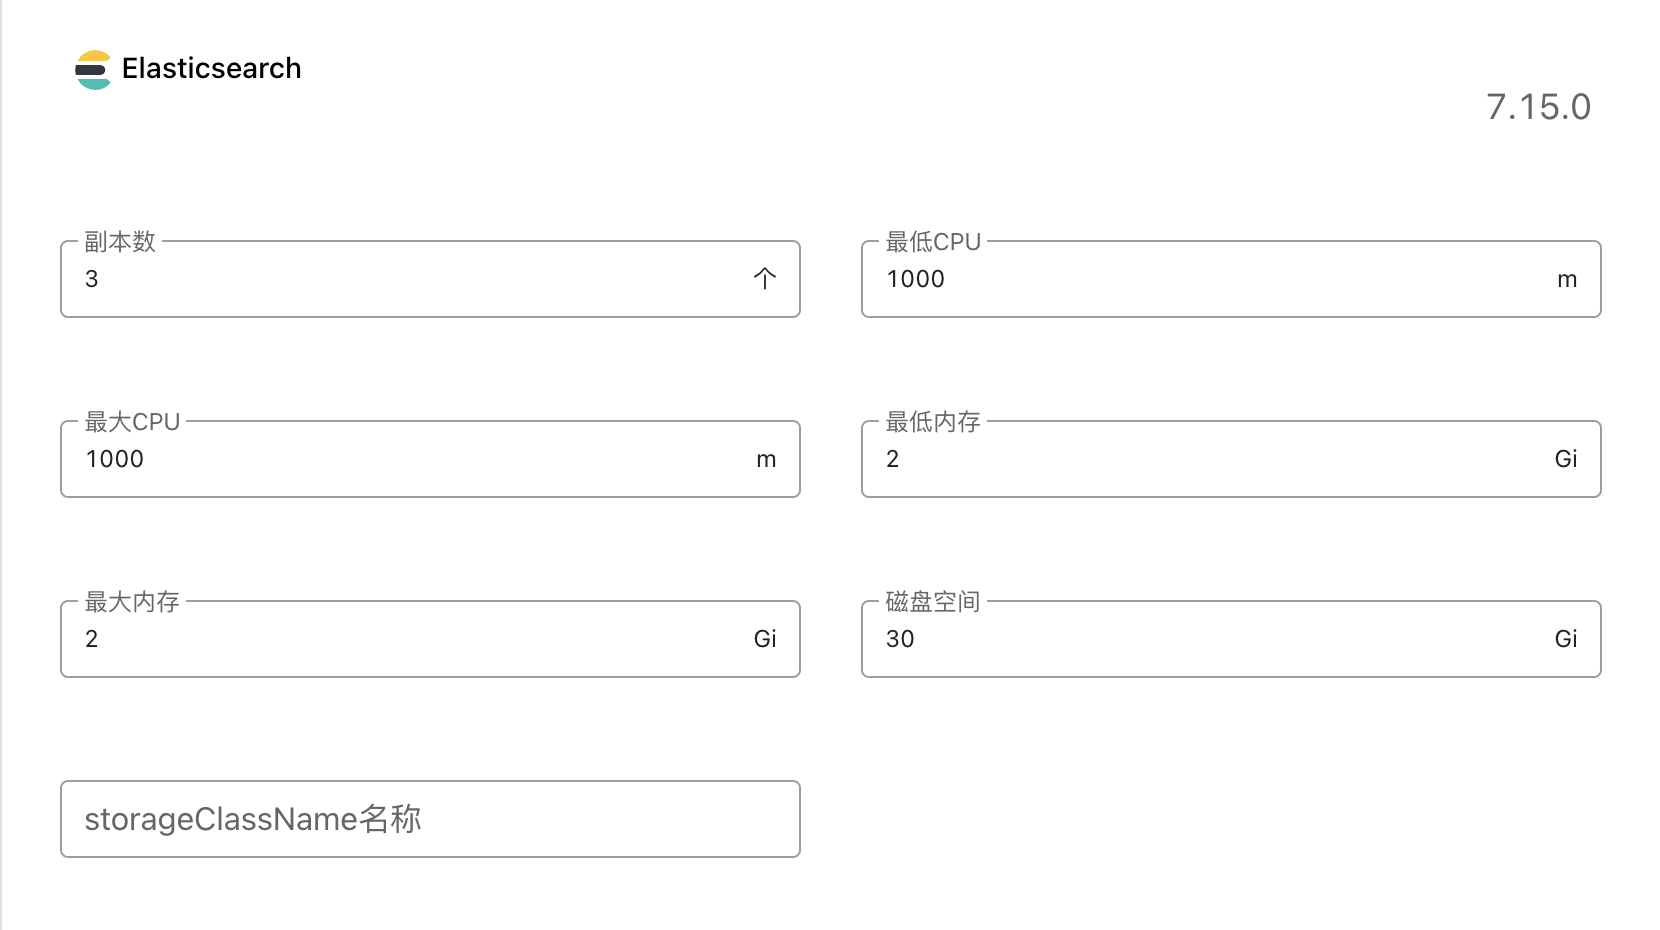 Elasticsearch
7.15.0
副本数
3 个
最低CPU
1000 m
最大CPU
1000 m
最低内存
2 Gi
最大内存
2 Gi
磁盘空间
30 Gi
storageClassName名称